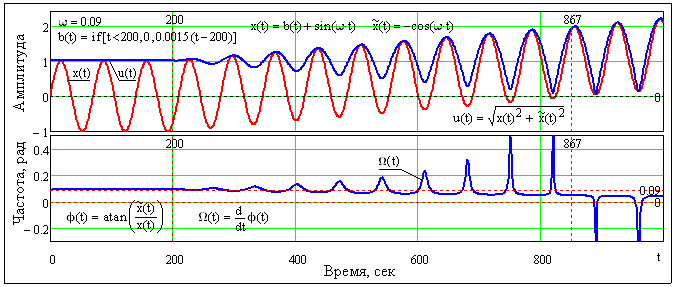 ω = 0.09
200
x(t) = b(t) + sin(ω t)
x̃(t) = −cos(ω t)
867
b(t) = if[t<200,0,0.0015(t−200)]
Амплитуда
2
1
0
−1
x(t)
u(t)
0
u(t) = √x(t)² + x̃(t)²
200
867
Частота, рад
0.4
0.2
0
−0.2
Ω(t)
0.09
0
ϕ(t) = atan(x̃(t)/x(t))
Ω(t) = d/dt ϕ(t)
0
200
400
600
800
t
Время, сек